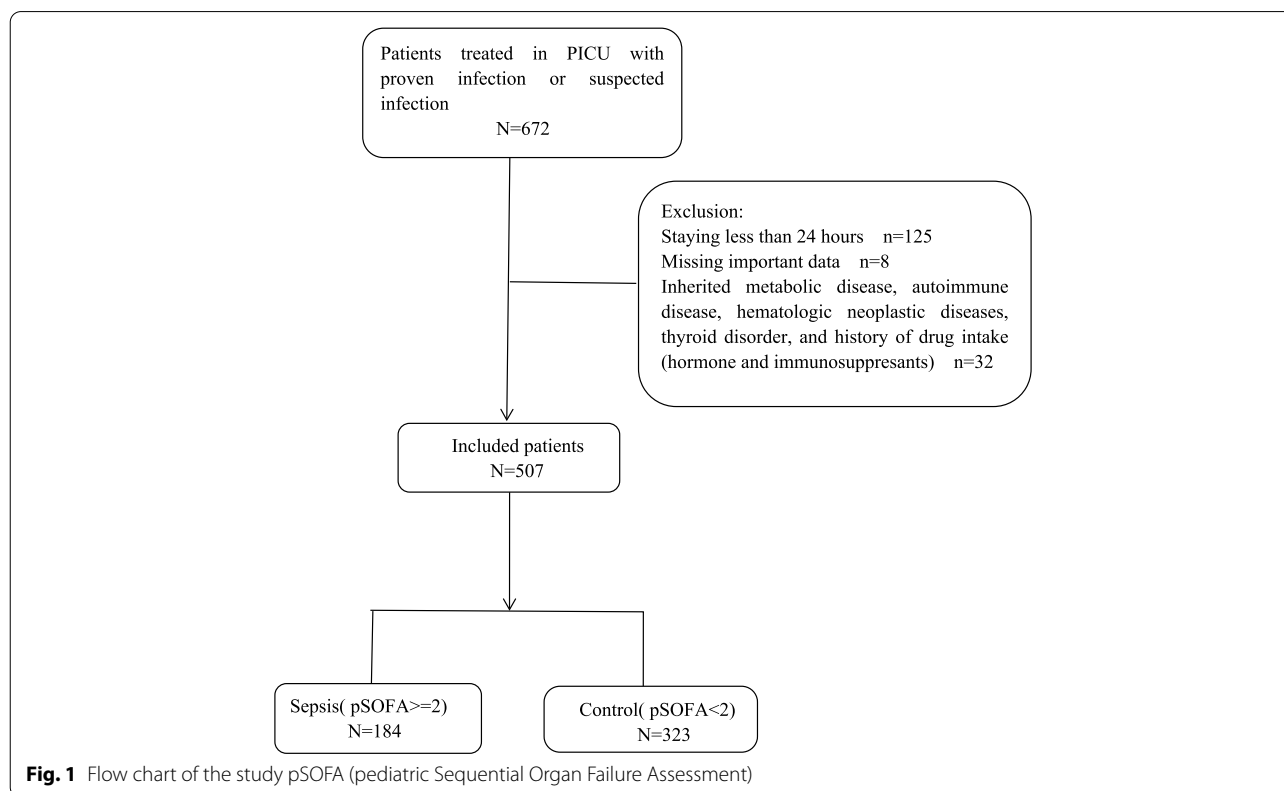 Patients treated in PICU with
proven infection or suspected
infection
N=672
Exclusion:
Staying less than 24 hours n=125
Missing important data n=8
Inherited metabolic disease, autoimmune
disease, hematologic neoplastic diseases,
thyroid disorder, and history of drug intake
(hormone and immunosuppresants) n=32
Included patients
N=507
Sepsis( pSOFA>=2)
N=184
Control( pSOFA<2)
N=323
Fig. 1 Flow chart of the study pSOFA (pediatric Sequential Organ Failure Assessment)